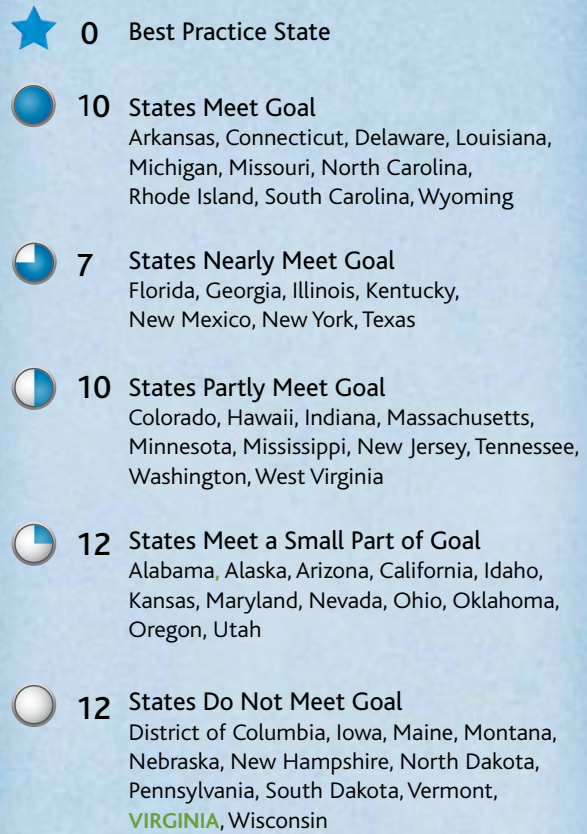 0 Best Practice State
10 States Meet Goal
Arkansas, Connecticut, Delaware, Louisiana,
Michigan, Missouri, North Carolina,
Rhode Island, South Carolina, Wyoming
7 States Nearly Meet Goal
Florida, Georgia, Illinois, Kentucky,
New Mexico, New York, Texas
10 States Partly Meet Goal
Colorado, Hawaii, Indiana, Massachusetts,
Minnesota, Mississippi, New Jersey, Tennessee,
Washington, West Virginia
12 States Meet a Small Part of Goal
Alabama, Alaska, Arizona, California, Idaho,
Kansas, Maryland, Nevada, Ohio, Oklahoma,
Oregon, Utah
12 States Do Not Meet Goal
District of Columbia, Iowa, Maine, Montana,
Nebraska, New Hampshire, North Dakota,
Pennsylvania, South Dakota, Vermont,
VIRGINIA, Wisconsin